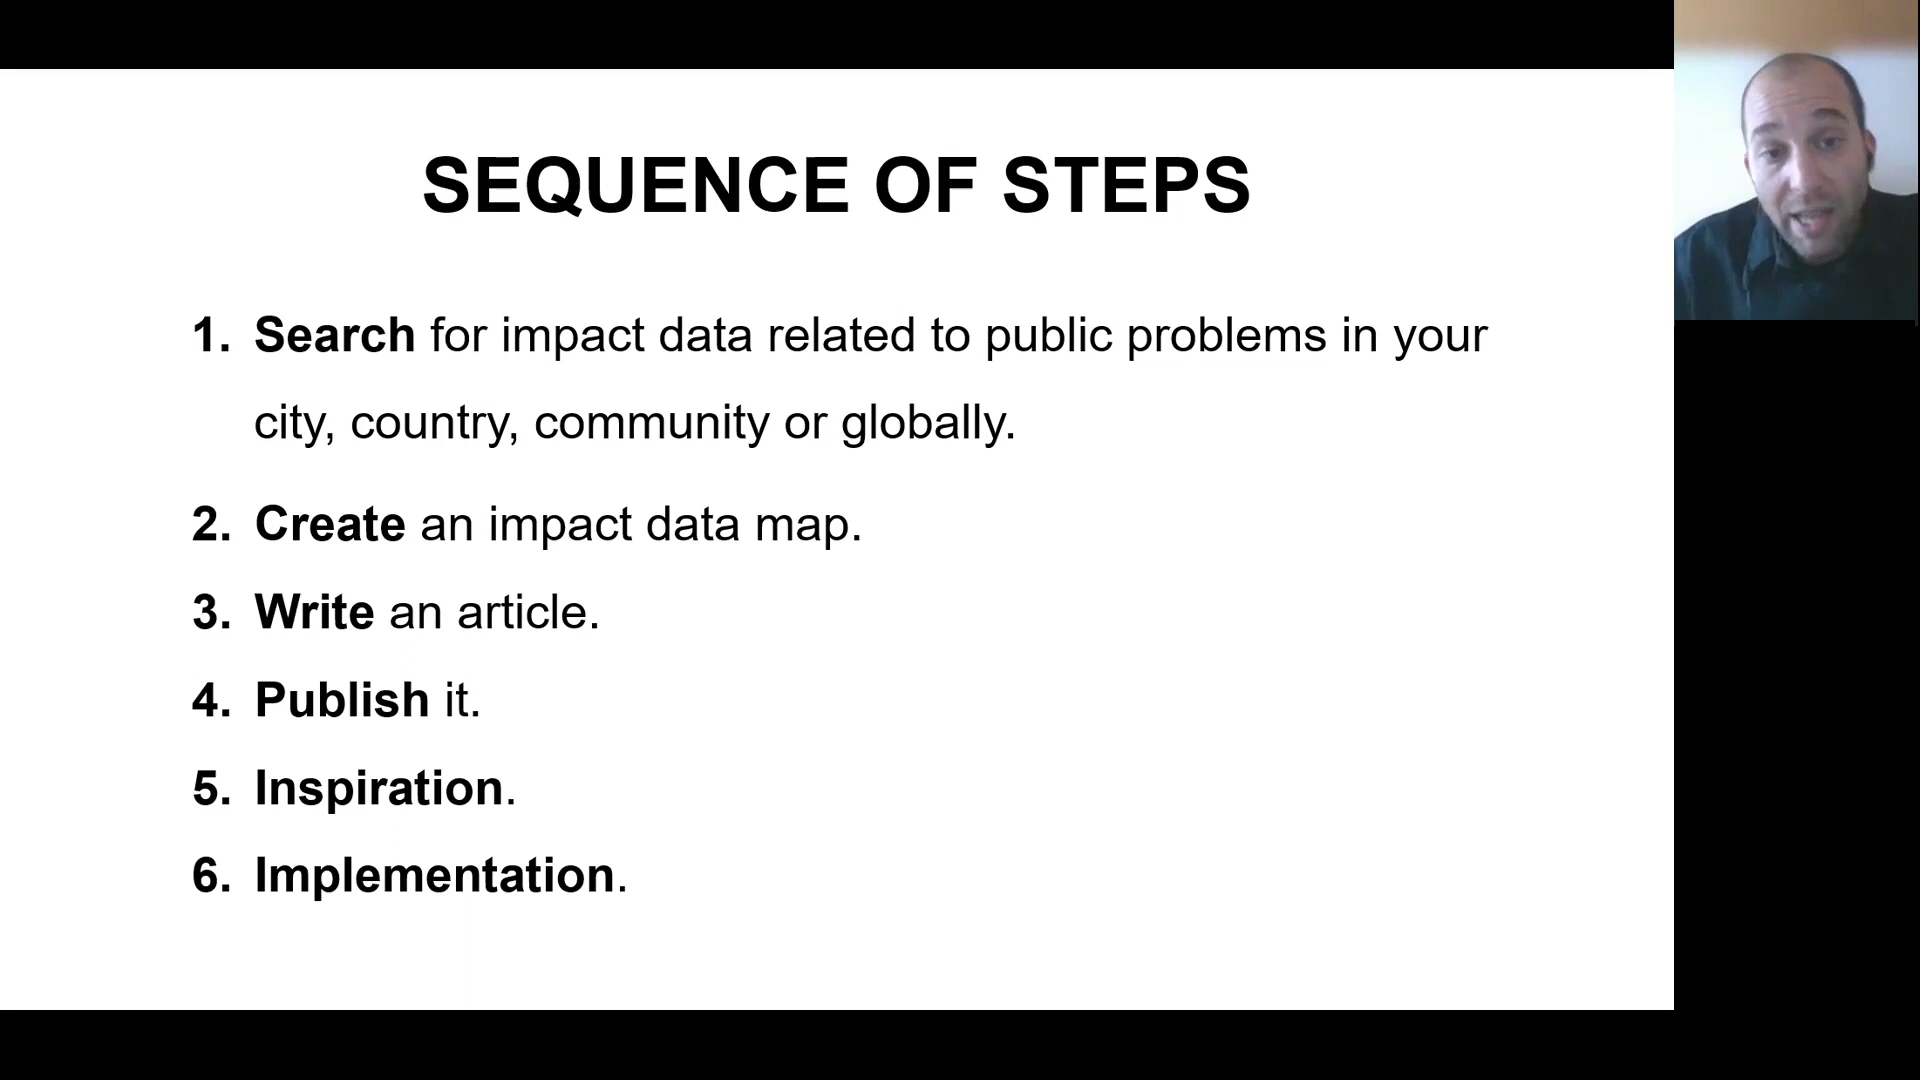 SEQUENCE OF STEPS
1. Search for impact data related to public problems in your
city, country, community or globally.
2. Create an impact data map.
3. Write an article.
4. Publish it.
5. Inspiration.
6. Implementation.